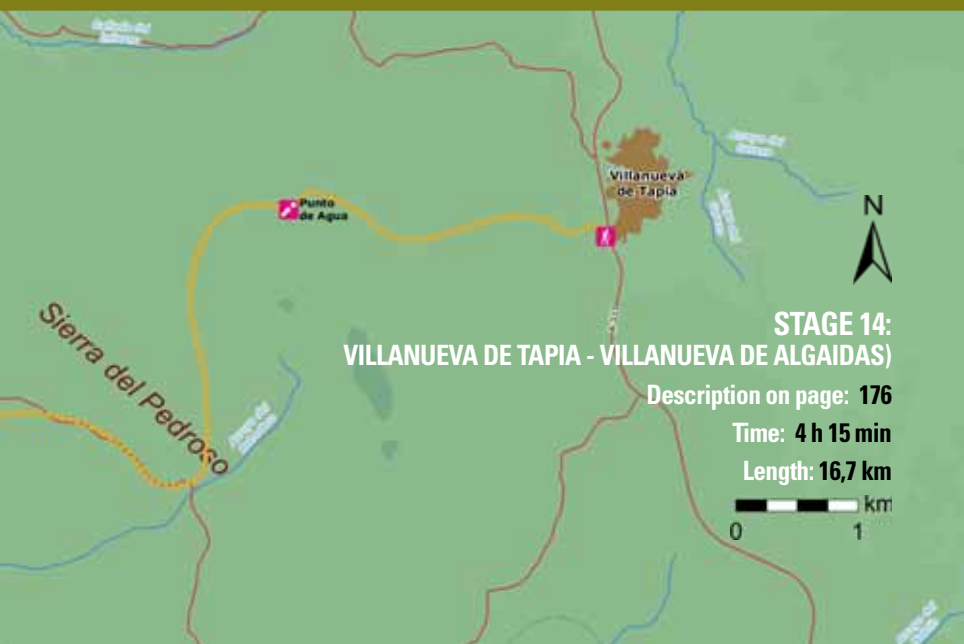 Punto
de Agua
Villanueva
de Tapia
N
Sierra del Pedroso
STAGE 14:
VILLANUEVA DE TAPIA - VILLANUEVA DE ALGAIDAS)
Description on page: 176
Time: 4 h 15 min
Length: 16,7 km
km
0 1